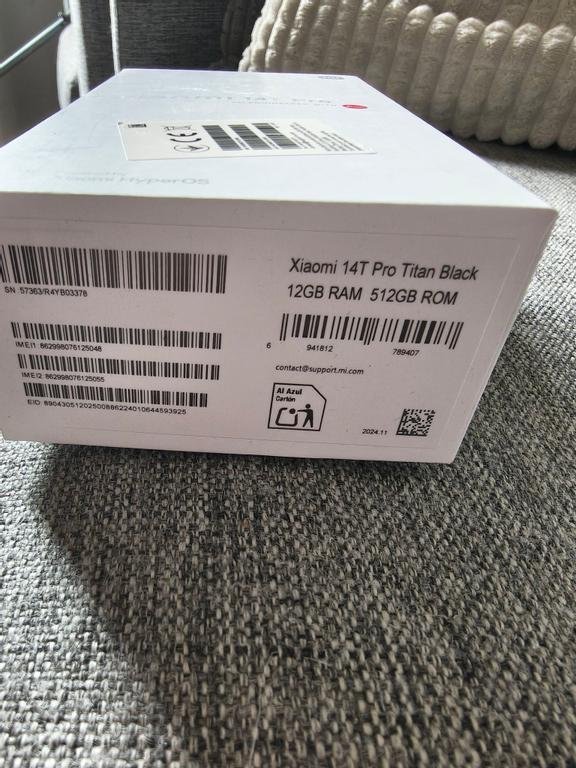 Xiaomi HyperOS
SN: 57363/R4YB03378
IMEI1: 862998076125048
IMEI2: 862998076125055
EID: 89043051202500886224010644593925
Xiaomi 14T Pro Titan Black
12GB RAM 512GB ROM
6 941812 789407
contact@support.mi.com
Al Azul
Cartón
2024.11